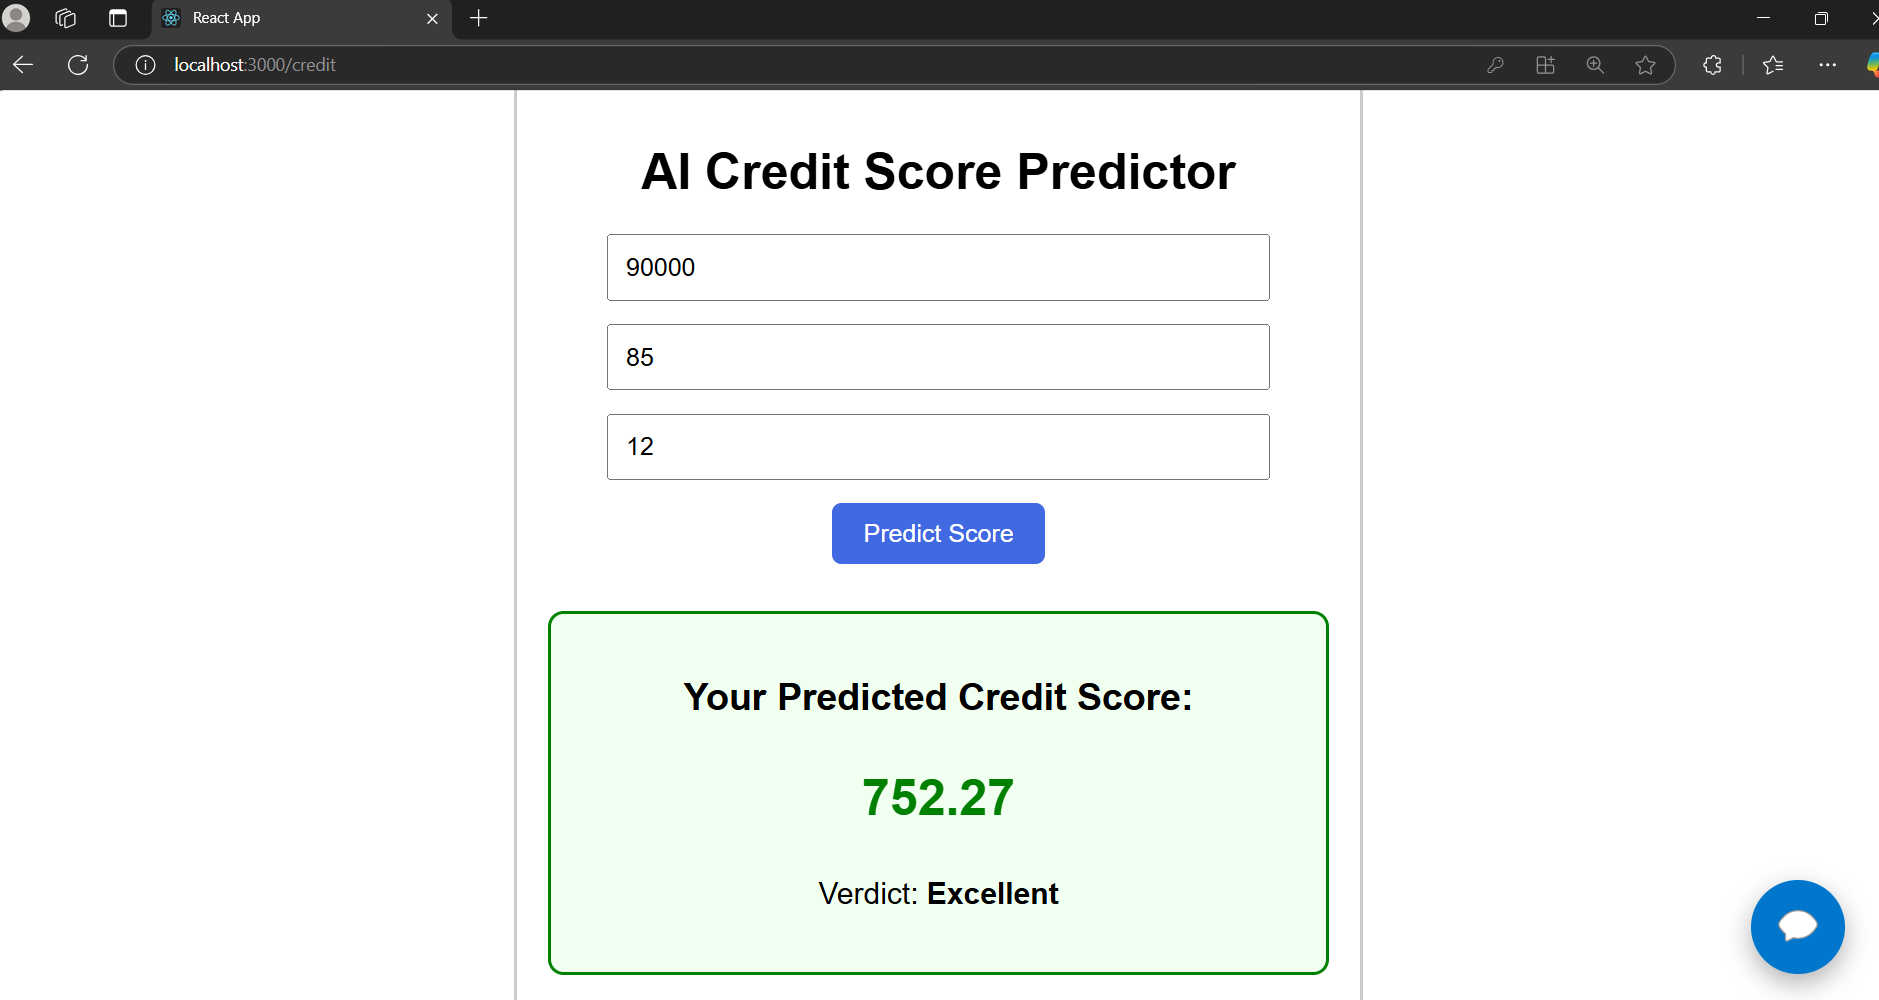 React App
localhost:3000/credit
AI Credit Score Predictor
90000
85
12
Predict Score
Your Predicted Credit Score:
752.27
Verdict: Excellent